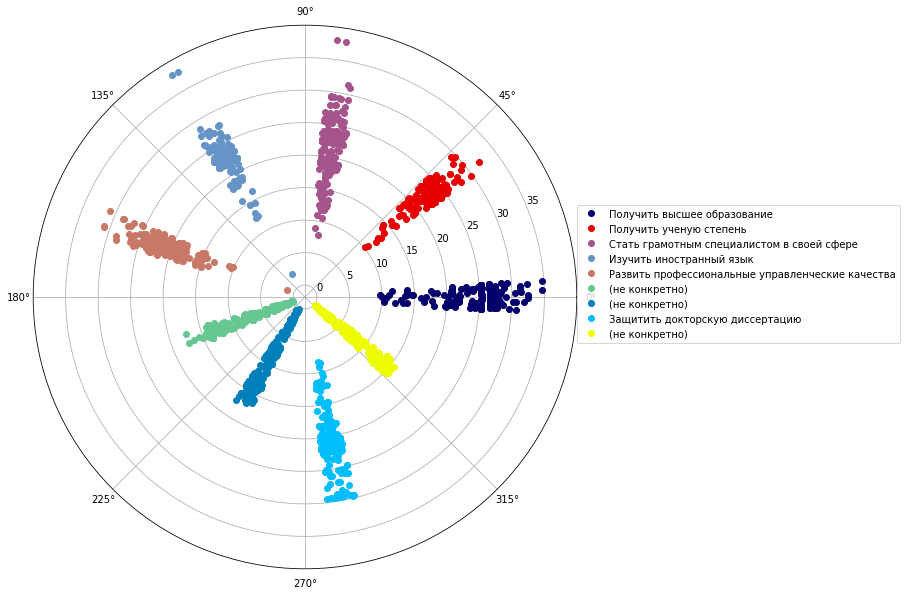 90°
135°
45°
35
30
25
20
15
10
5
0
180°
0°
225°
315°
270°
Получить высшее образование
Получить ученую степень
Стать грамотным специалистом в своей сфере
Изучить иностранный язык
Развить профессиональные управленческие качества
(не конкретно)
(не конкретно)
Защитить докторскую диссертацию
(не конкретно)